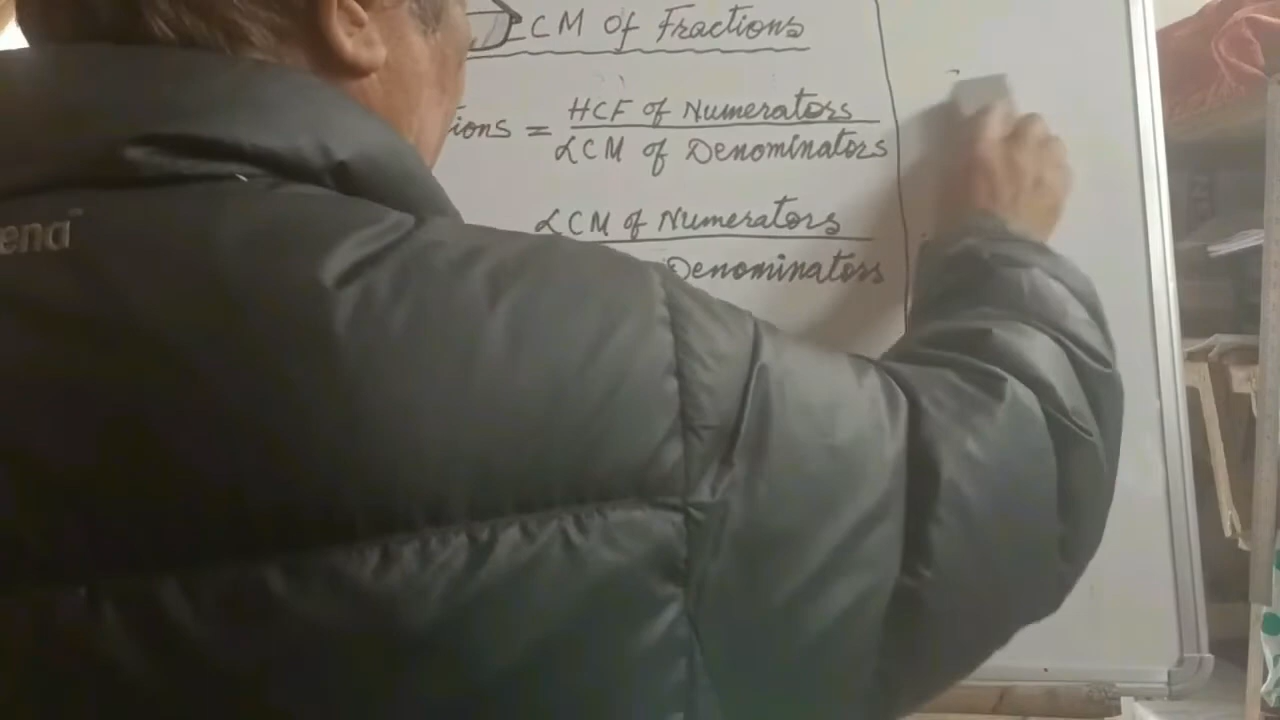 LCM Of Fractions
ions = HCF of Numerators
LCM of Denominators
LCM of Numerators
Denominators
end